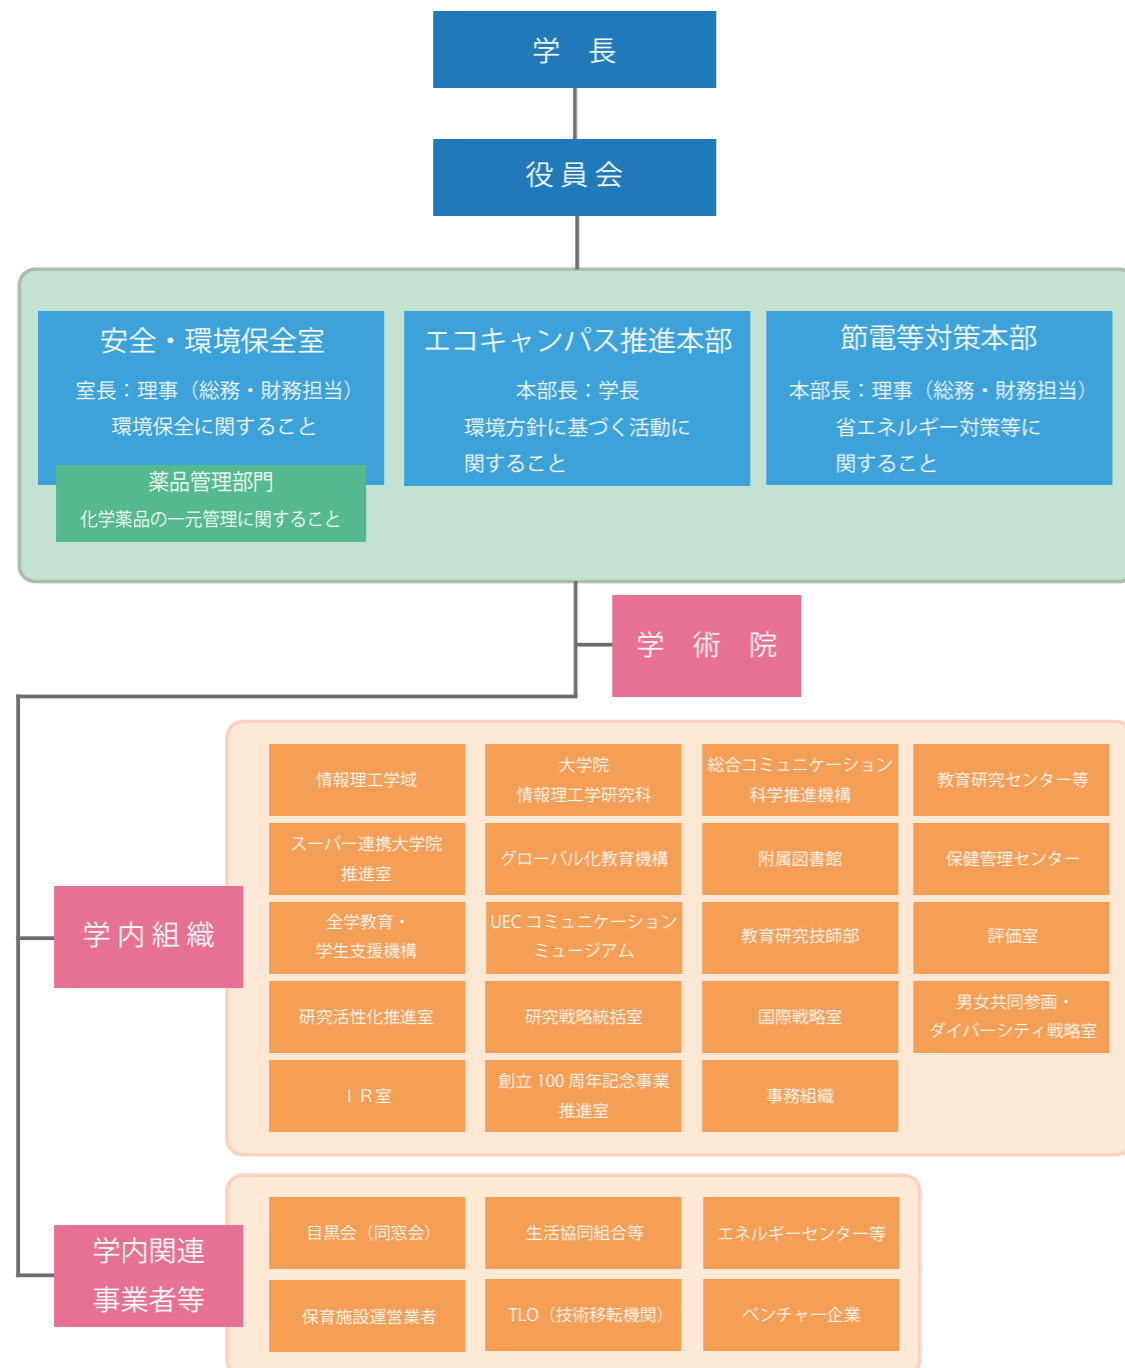 学 長
役員会
安全・環境保全室
室長：理事（総務・財務担当）
環境保全に関すること
薬品管理部門
化学薬品の一元管理に関すること
エコキャンパス推進本部
本部長：学長
環境方針に基づく活動に
関すること
節電等対策本部
本部長：理事（総務・財務担当）
省エネルギー対策等に
関すること
学 術 院
学内組織
情報理工学域
大学院
情報理工学研究科
総合コミュニケーション
科学推進機構
教育研究センター等
スーパー連携大学院
推進室
グローバル化教育機構
附属図書館
保健管理センター
全学教育・
学生支援機構
UEC コミュニケーション
ミュージアム
教育研究技師部
評価室
研究活性化推進室
研究戦略統括室
国際戦略室
男女共同参画・
ダイバーシティ戦略室
ＩＲ室
創立 100 周年記念事業
推進室
事務組織
学内関連
事業者等
目黒会（同窓会）
生活協同組合等
エネルギーセンター等
保育施設運営業者
TLO（技術移転機関）
ベンチャー企業